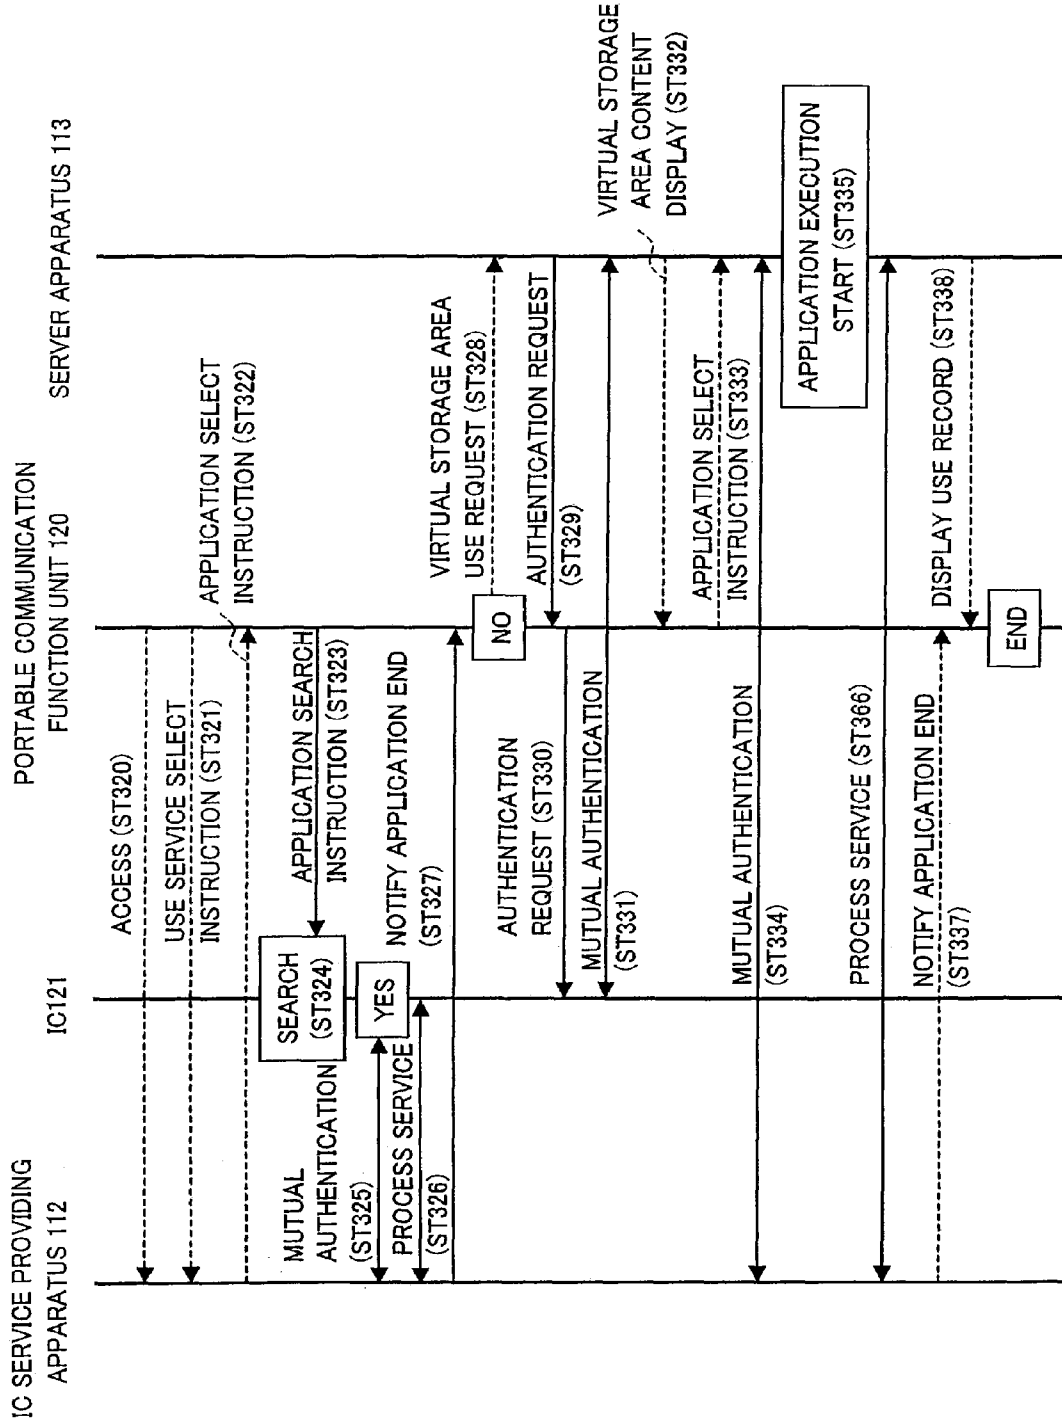 IC SERVICE PROVIDING
APPARATUS 112
IC121
PORTABLE COMMUNICATION
FUNCTION UNIT 120
SERVER APPARATUS 113
ACCESS (ST320)
USE SERVICE SELECT
INSTRUCTION (ST321)
APPLICATION SELECT
INSTRUCTION (ST322)
APPLICATION SEARCH
INSTRUCTION (ST323)
SEARCH
(ST324)
MUTUAL
AUTHENTICATION
(ST325)
YES
PROCESS SERVICE
(ST326)
NOTIFY APPLICATION END
(ST327)
NO
VIRTUAL STORAGE AREA
USE REQUEST (ST328)
AUTHENTICATION REQUEST
(ST329)
AUTHENTICATION
REQUEST (ST330)
MUTUAL AUTHENTICATION
(ST331)
VIRTUAL STORAGE
AREA CONTENT
DISPLAY (ST332)
APPLICATION SELECT
INSTRUCTION (ST333)
MUTUAL AUTHENTICATION
(ST334)
APPLICATION EXECUTION
START (ST335)
PROCESS SERVICE (ST366)
NOTIFY APPLICATION END
(ST337)
DISPLAY USE RECORD (ST338)
END